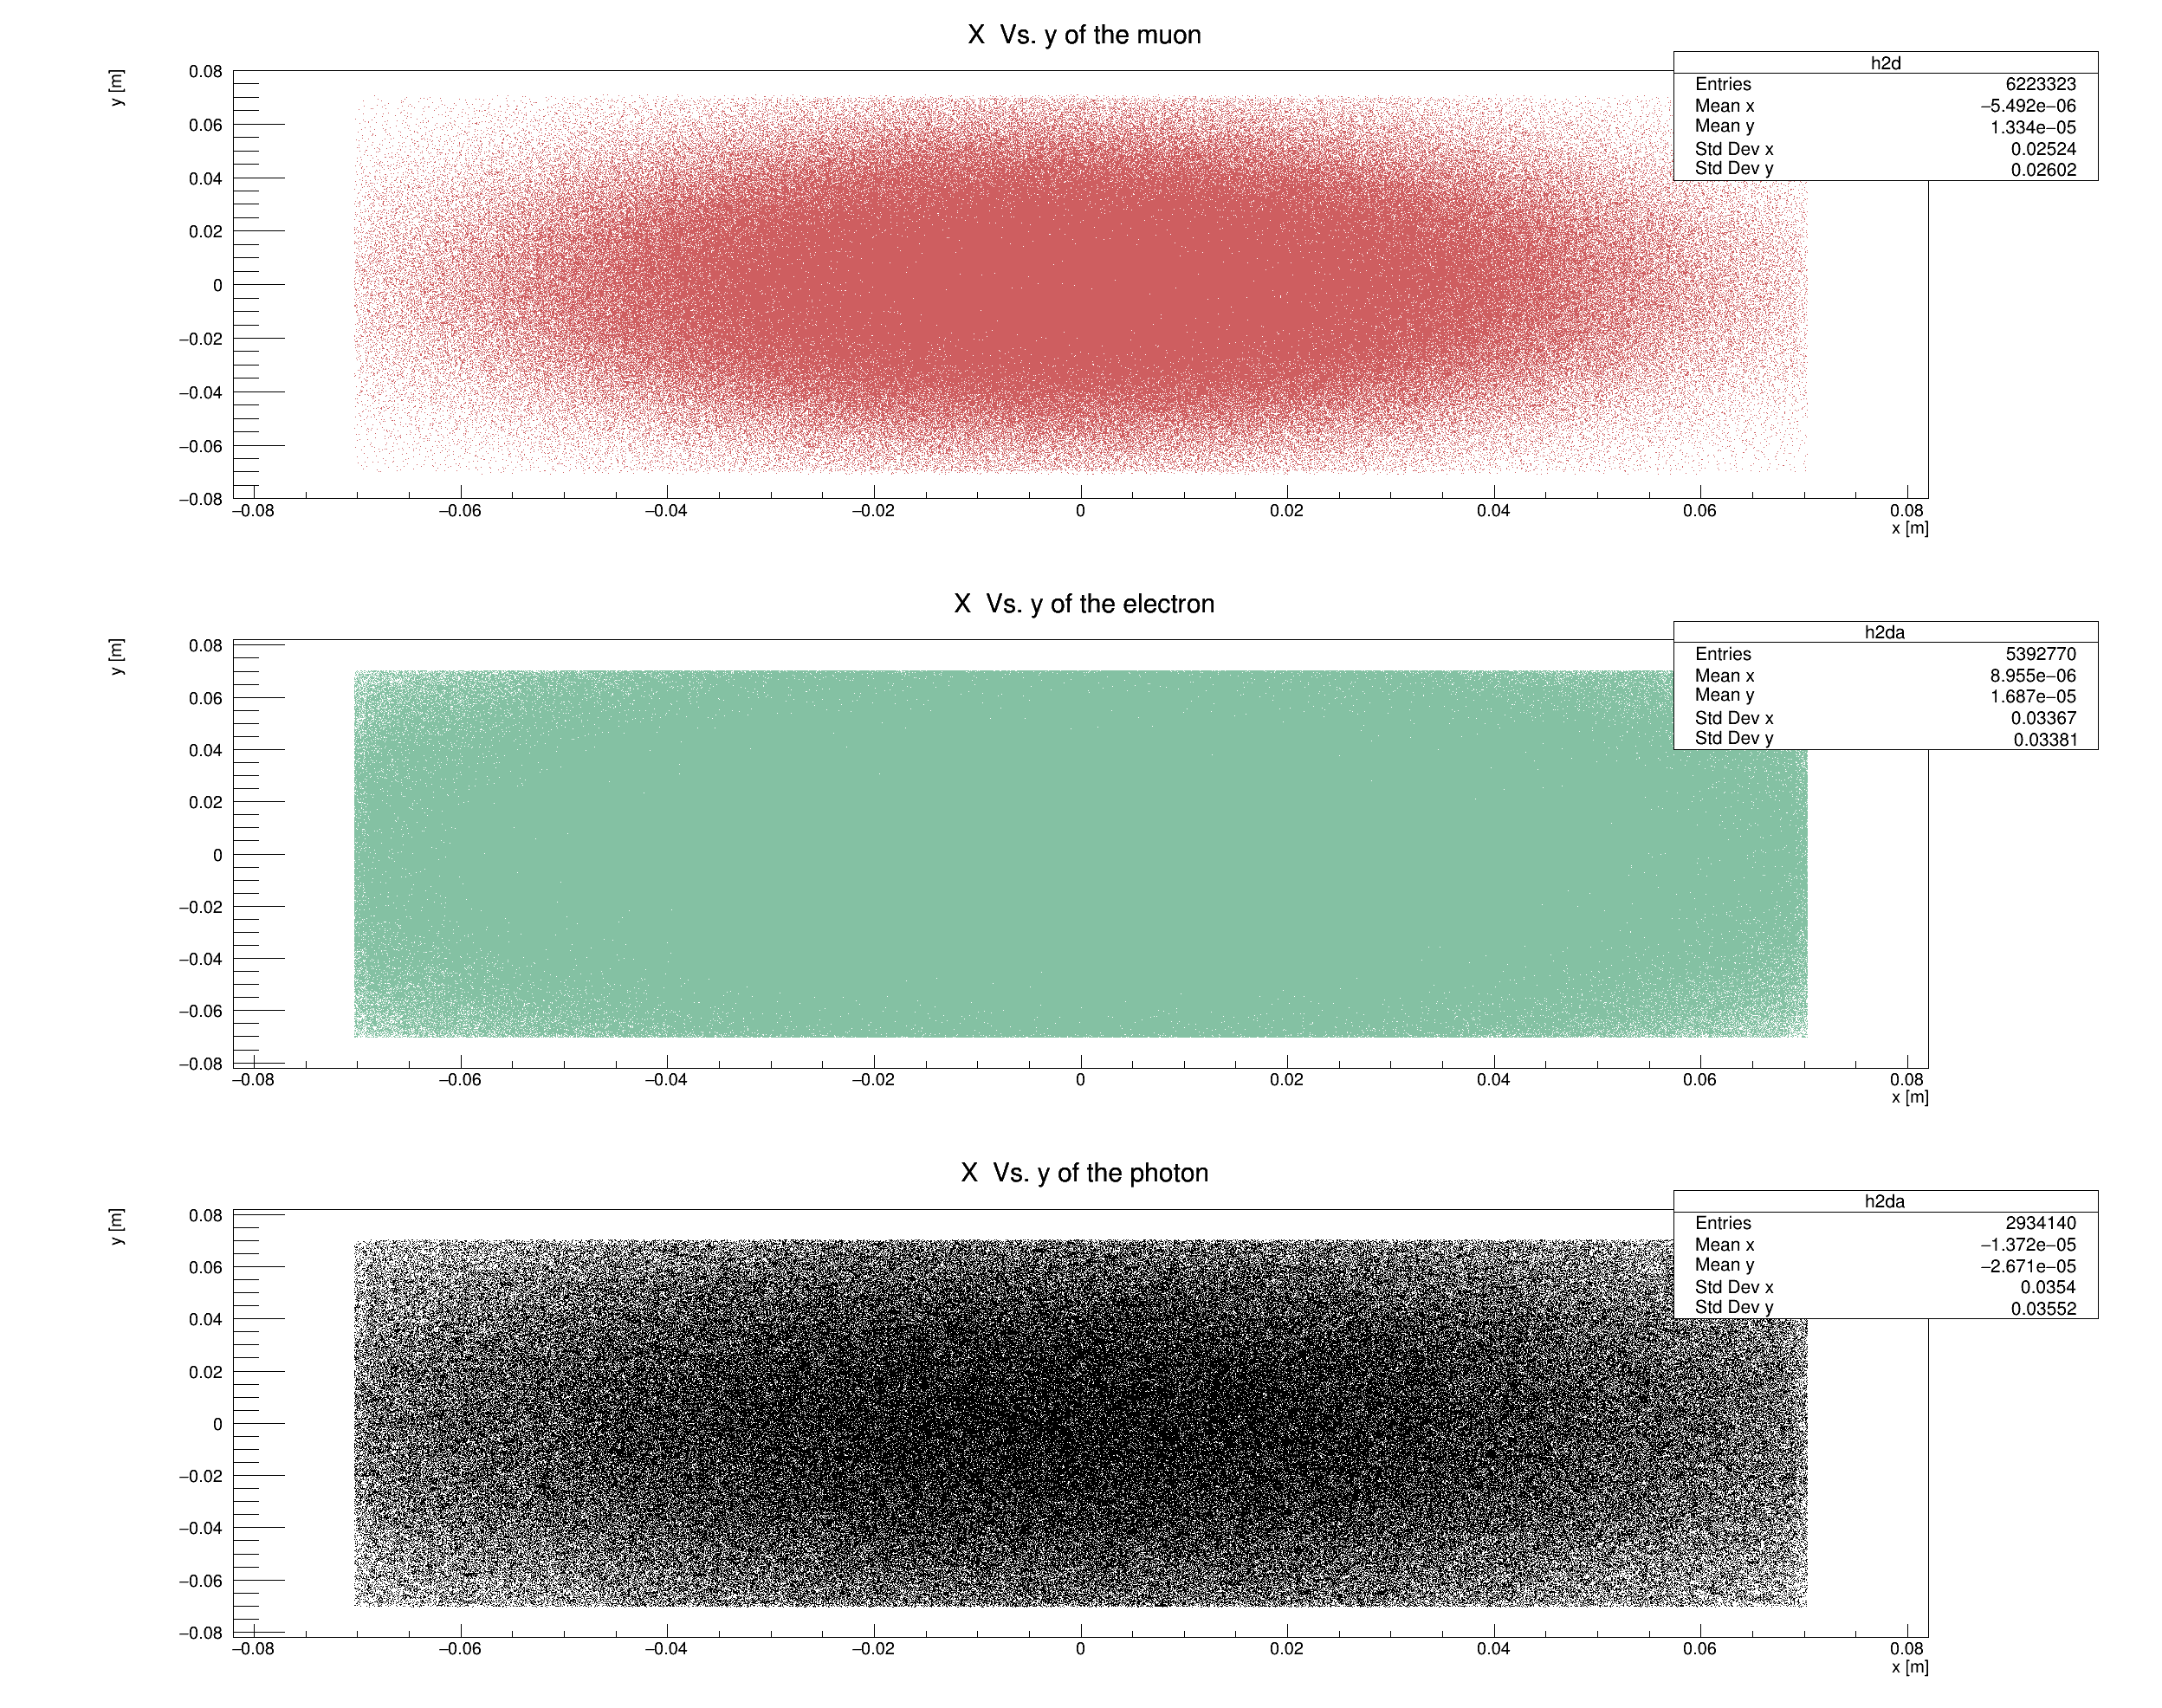 X Vs. y of the muon
y [m]
h2d
Entries 6223323
Mean x −5.492e−06
Mean y 1.334e−05
Std Dev x 0.02524
Std Dev y 0.02602
0.08
0.06
0.04
0.02
0
−0.02
−0.04
−0.06
−0.08
−0.08 −0.06 −0.04 −0.02 0 0.02 0.04 0.06 0.08
x [m]
X Vs. y of the electron
y [m]
h2da
Entries 5392770
Mean x 8.955e−06
Mean y 1.687e−05
Std Dev x 0.03367
Std Dev y 0.03381
0.08
0.06
0.04
0.02
0
−0.02
−0.04
−0.06
−0.08
−0.08 −0.06 −0.04 −0.02 0 0.02 0.04 0.06 0.08
x [m]
X Vs. y of the photon
y [m]
h2da
Entries 2934140
Mean x −1.372e−05
Mean y −2.671e−05
Std Dev x 0.0354
Std Dev y 0.03552
0.08
0.06
0.04
0.02
0
−0.02
−0.04
−0.06
−0.08
−0.08 −0.06 −0.04 −0.02 0 0.02 0.04 0.06 0.08
x [m]